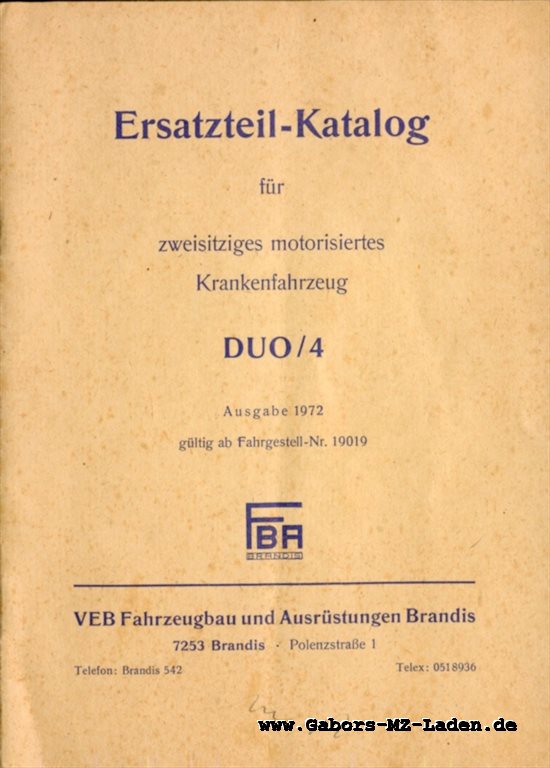 Ersatzteil-Katalog
für
zweisitziges motorisiertes
Krankenfahrzeug
DUO/4
Ausgabe 1972
gültig ab Fahrgestell-Nr. 19019
FBA
BRANDIS
VEB Fahrzeugbau und Ausrüstungen Brandis
7253 Brandis · Polenzstraße 1
Telefon: Brandis 542 Telex: 0518936
www.Gabors-MZ-Laden.de